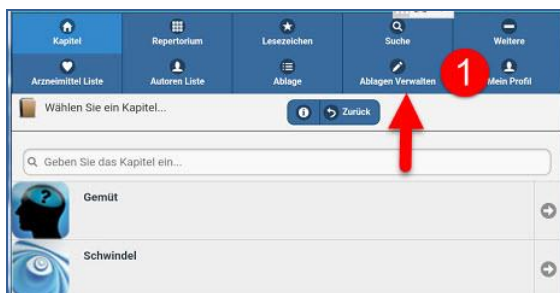 Kapitel Repertorium Lesezeichen Suche Weitere
Arzneimittel Liste Autoren Liste Ablage Ablagen Verwalten Mein Profil
1
Wählen Sie ein Kapitel... Zurück
Geben Sie das Kapitel ein...
Gemüt
?
Schwindel